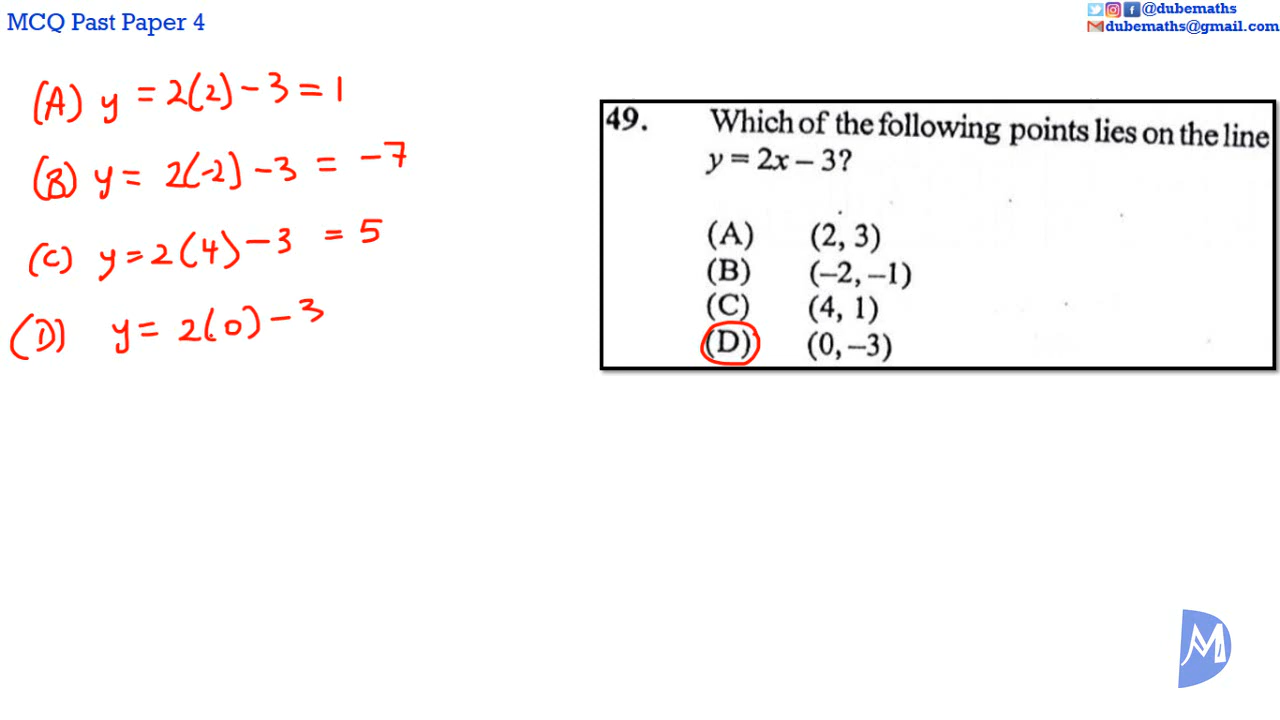 MCQ Past Paper 4
@dubemaths
dubemaths@gmail.com
(A) y = 2(2) - 3 = 1
(B) y = 2(-2) - 3 = -7
(C) y = 2(4) - 3 = 5
(D) y = 2(0) - 3
49. Which of the following points lies on the line
y = 2x – 3?
(A) (2, 3)
(B) (–2, –1)
(C) (4, 1)
(D) (0, –3)
DM